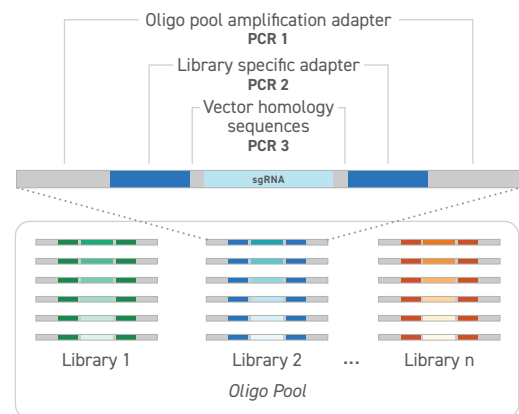 Oligo pool amplification adapter
PCR 1
Library specific adapter
PCR 2
Vector homology
sequences
PCR 3
sgRNA
Library 1
Library 2
...
Library n
Oligo Pool